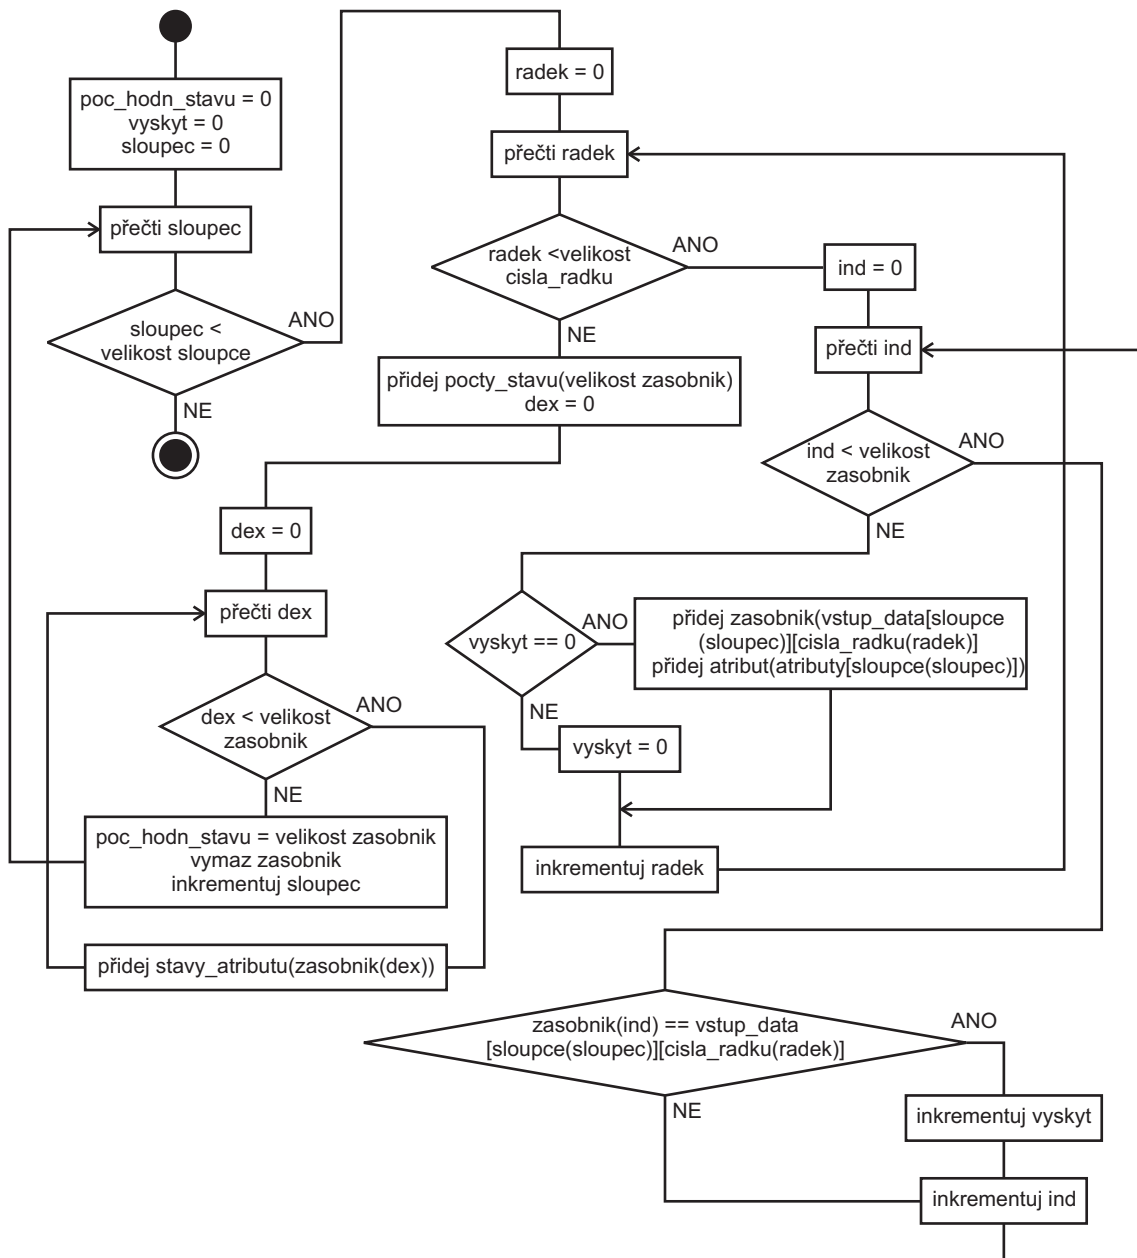 poc_hodn_stavu = 0
vyskyt = 0
sloupec = 0
přečti sloupec
sloupec <
velikost sloupce
ANO
NE
radek = 0
přečti radek
radek <velikost
cisla_radku
ANO
NE
ind = 0
přečti ind
ind < velikost
zasobnik
ANO
NE
přidej pocty_stavu(velikost zasobnik)
dex = 0
dex = 0
přečti dex
dex < velikost
zasobnik
ANO
NE
poc_hodn_stavu = velikost zasobnik
vymaz zasobnik
inkrementuj sloupec
přidej stavy_atributu(zasobnik(dex))
vyskyt == 0
ANO
NE
přidej zasobnik(vstup_data[sloupce
(sloupec)][cisla_radku(radek)]
přidej atribut(atributy[sloupce(sloupec)])
vyskyt = 0
inkrementuj radek
zasobnik(ind) == vstup_data
[sloupce(sloupec)][cisla_radku(radek)]
ANO
NE
inkrementuj vyskyt
inkrementuj ind